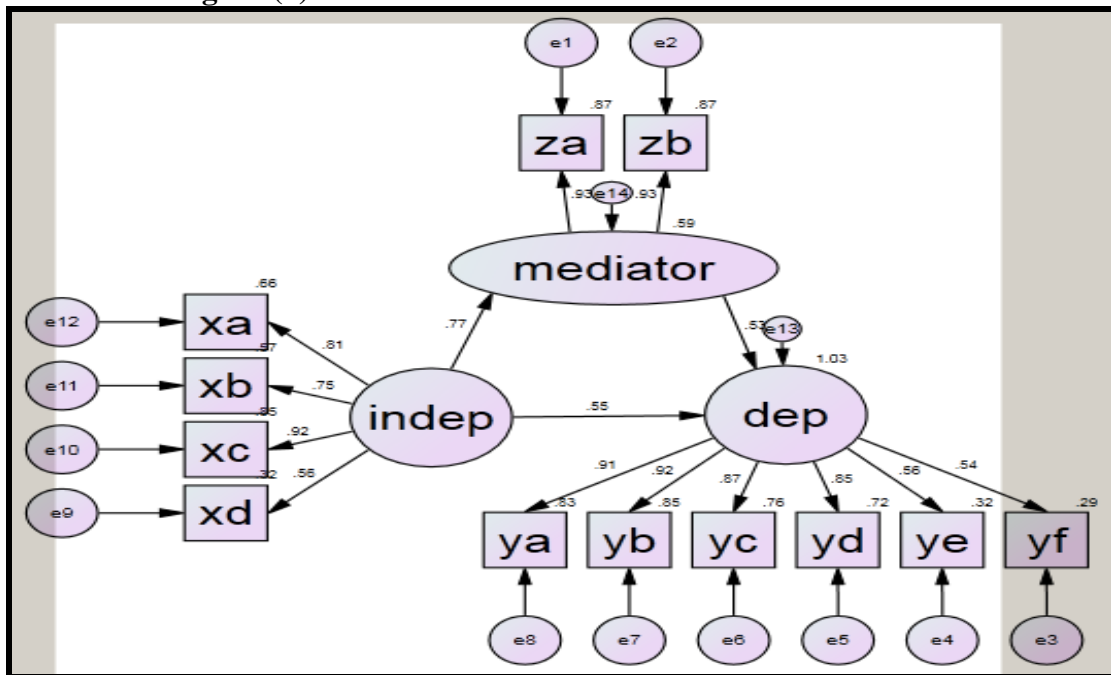 e1
e2
.87
.87
za
zb
.93
e14
.93
.59
mediator
.66
e12
xa
.77
.53
e13
.81
1.03
.57
e11
xb
.75
indep
.55
dep
.85
e10
xc
.92
.32
.56
e9
xd
.91
.92
.87
.85
.56
.54
.83
.85
.76
.72
.32
.29
ya
yb
yc
yd
ye
yf
e8
e7
e6
e5
e4
e3